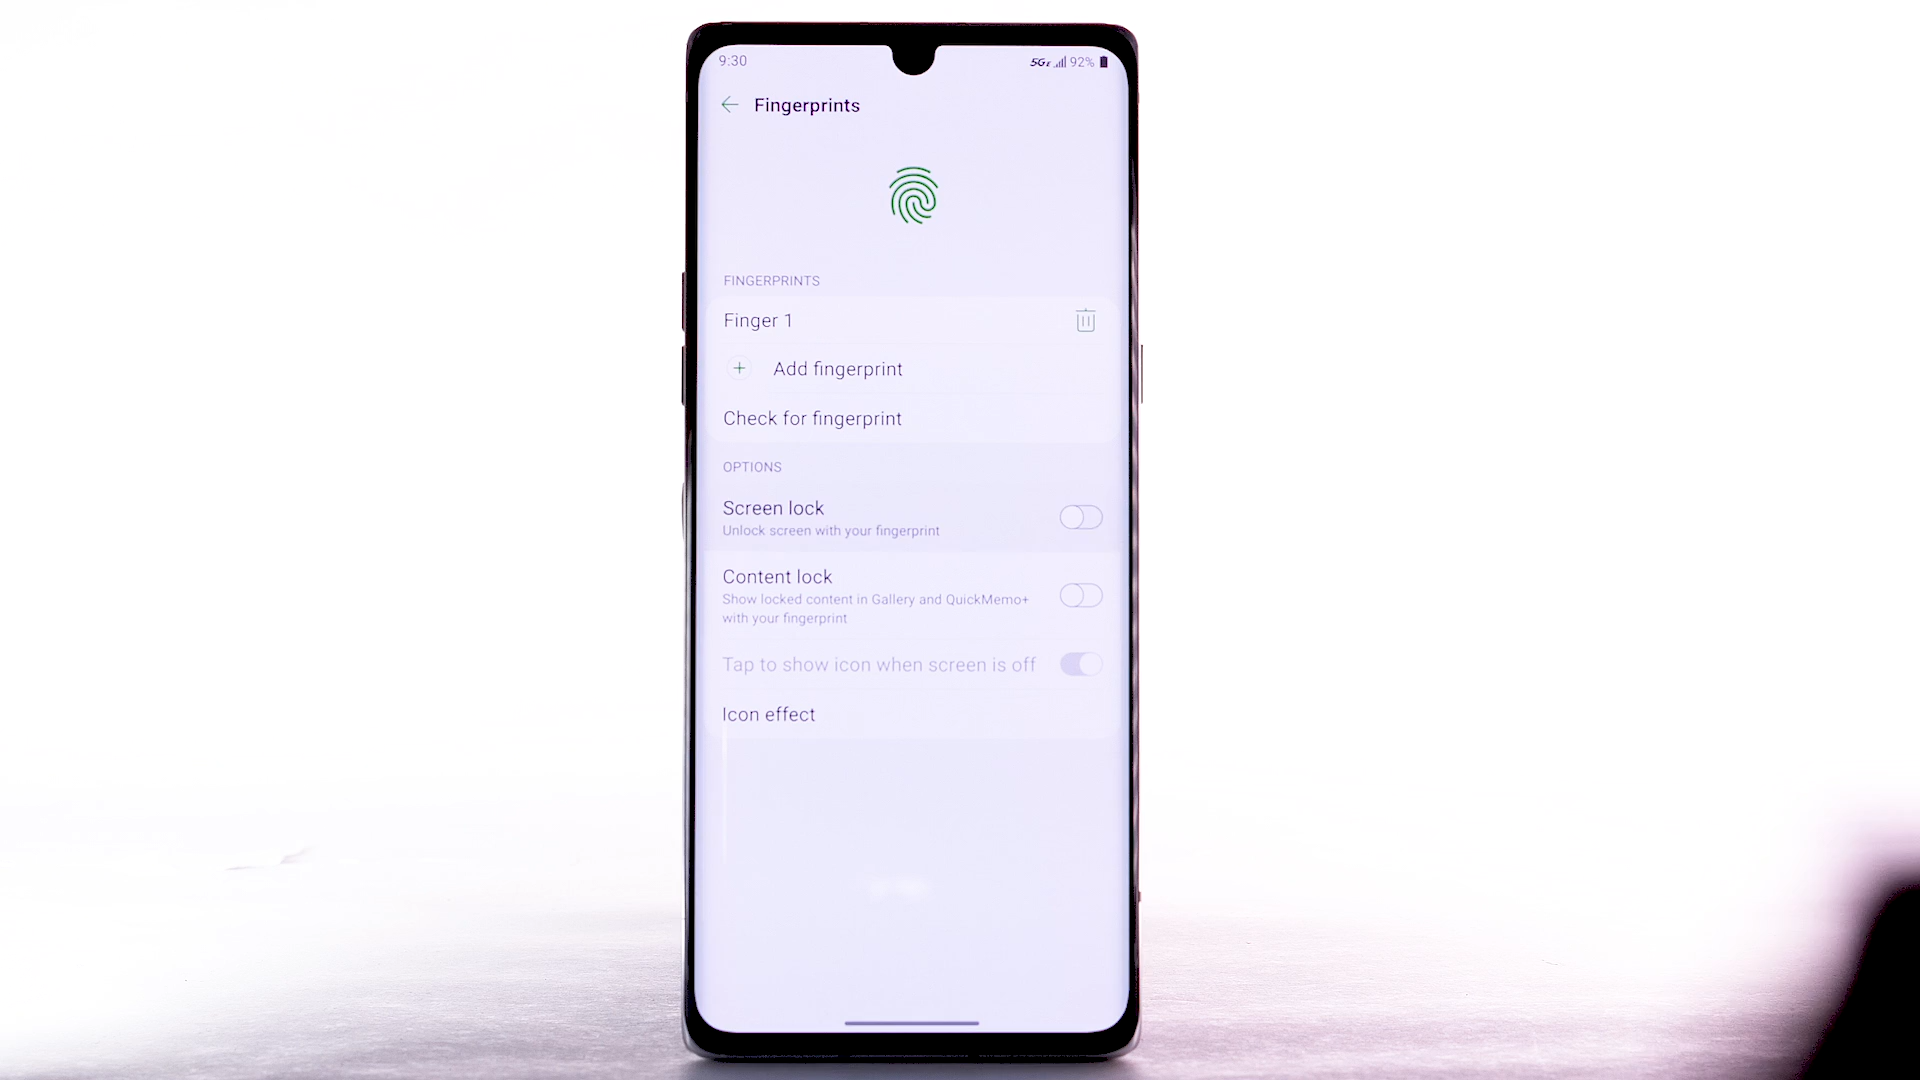 9:30
5GE 92%
Fingerprints
FINGERPRINTS
Finger 1
Add fingerprint
Check for fingerprint
OPTIONS
Screen lock
Unlock screen with your fingerprint
Content lock
Show locked content in Gallery and QuickMemo+
with your fingerprint
Tap to show icon when screen is off
Icon effect